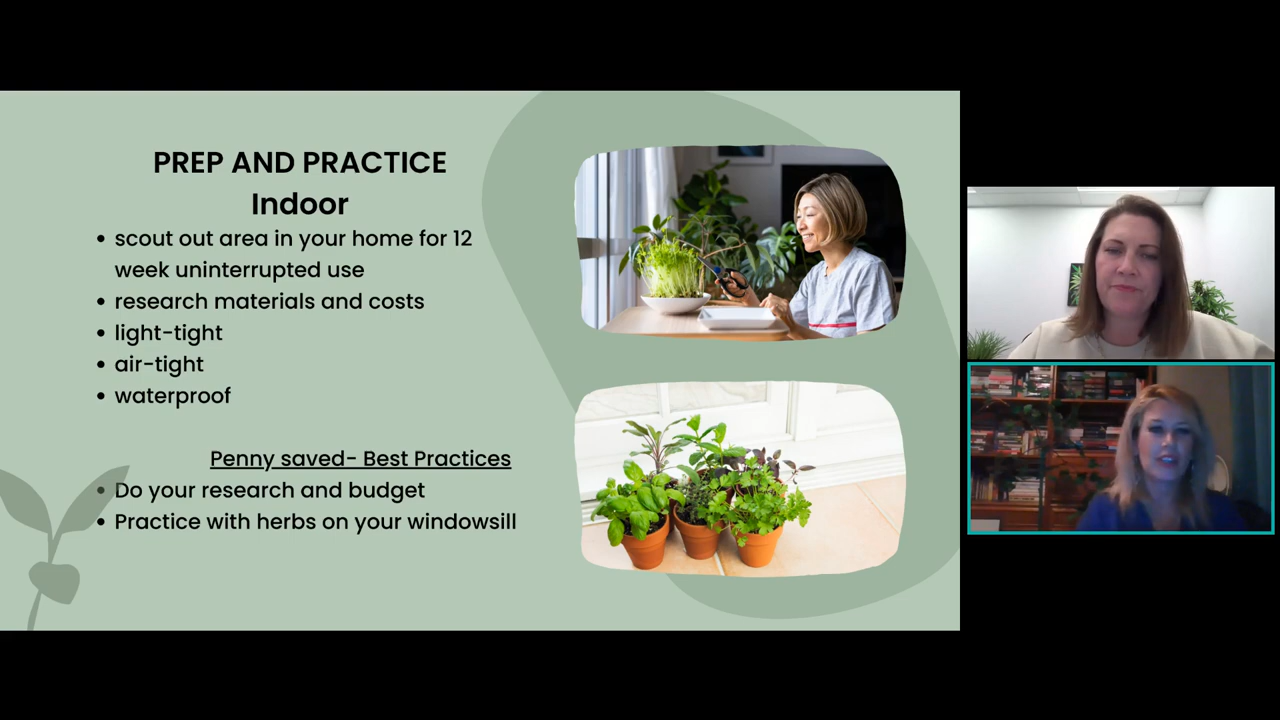 PREP AND PRACTICE
Indoor
• scout out area in your home for 12
week uninterrupted use
• research materials and costs
• light-tight
• air-tight
• waterproof
Penny saved- Best Practices
• Do your research and budget
• Practice with herbs on your windowsill